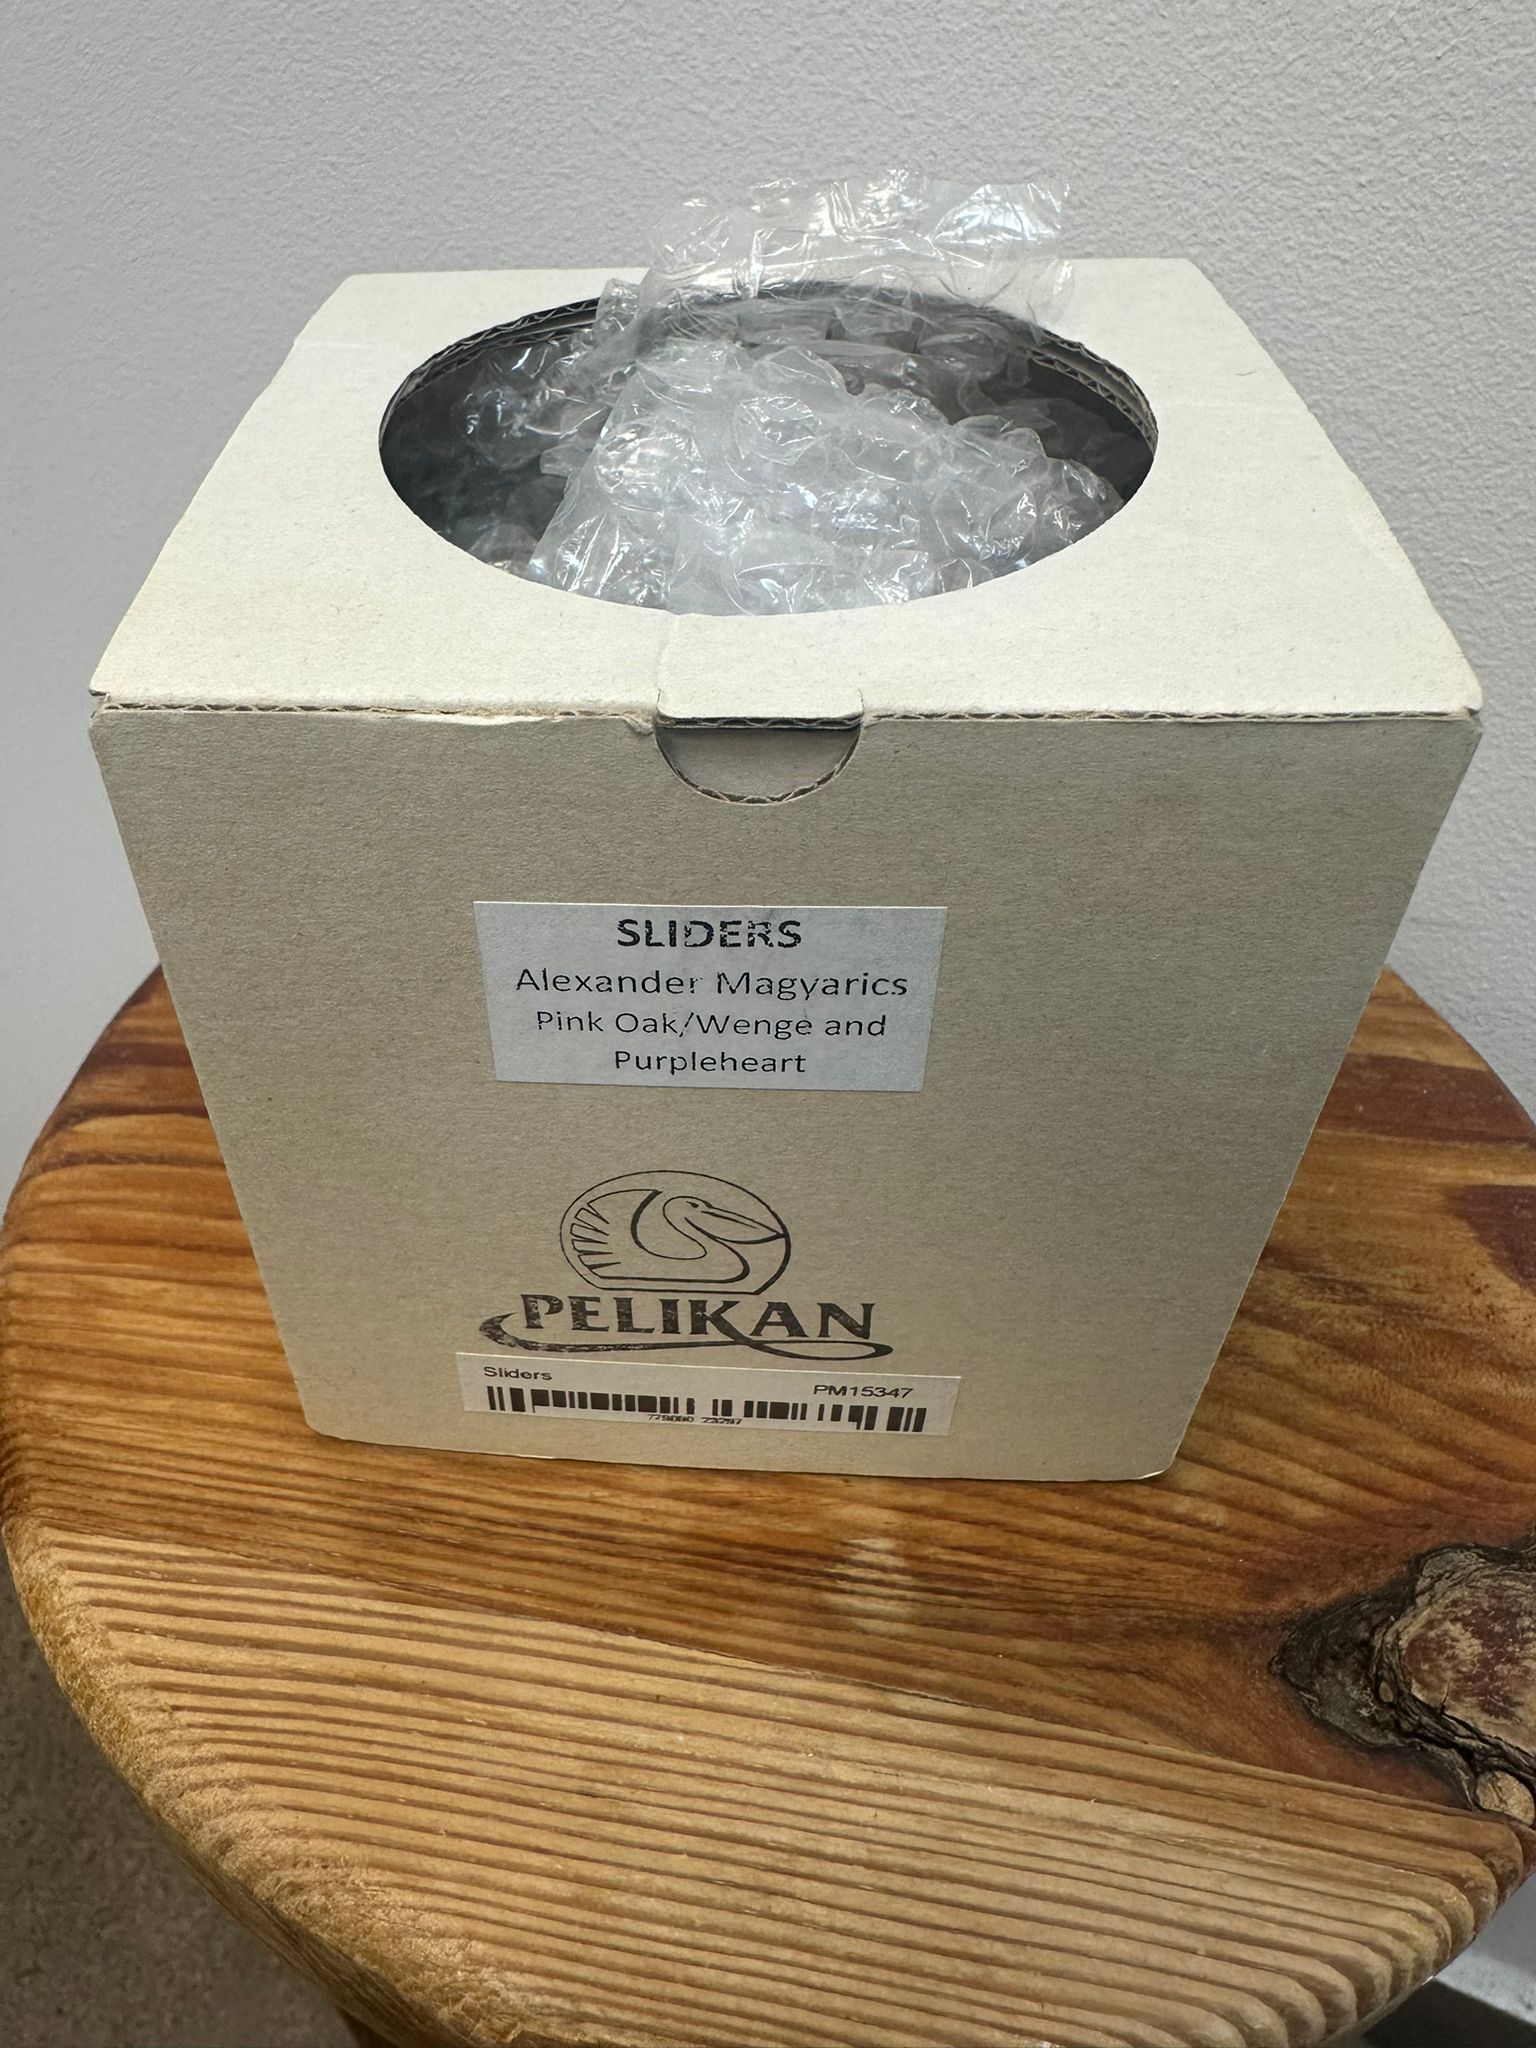 SLIDERS
Alexander Magyarics
Pink Oak/Wenge and
Purpleheart
PELIKAN
Sliders
PM15347